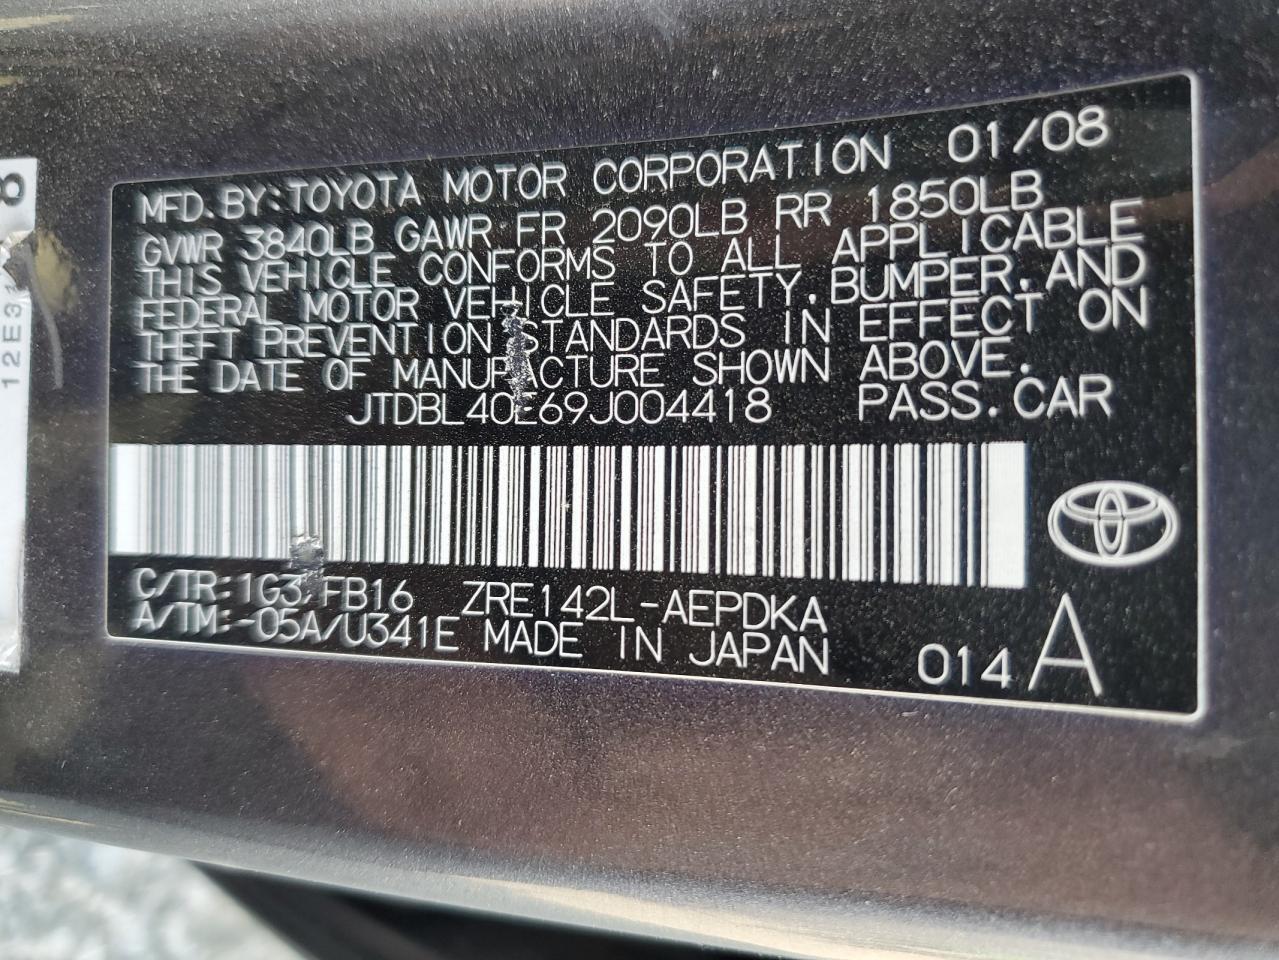 MFD. BY: TOYOTA MOTOR CORPORATION 01/08
GVWR 3840LB GAWR FR 2090LB RR 1850LB
THIS VEHICLE CONFORMS TO ALL APPLICABLE
FEDERAL MOTOR VEHICLE SAFETY, BUMPER, AND
THEFT PREVENTION STANDARDS IN EFFECT ON
THE DATE OF MANUFACTURE SHOWN ABOVE.
JTDBL40E69J004418 PASS. CAR
C/TR: 1G3/FB16 ZRE142L-AEPDKA
A/TM: -05A/U341E MADE IN JAPAN 014 A
8
12E31